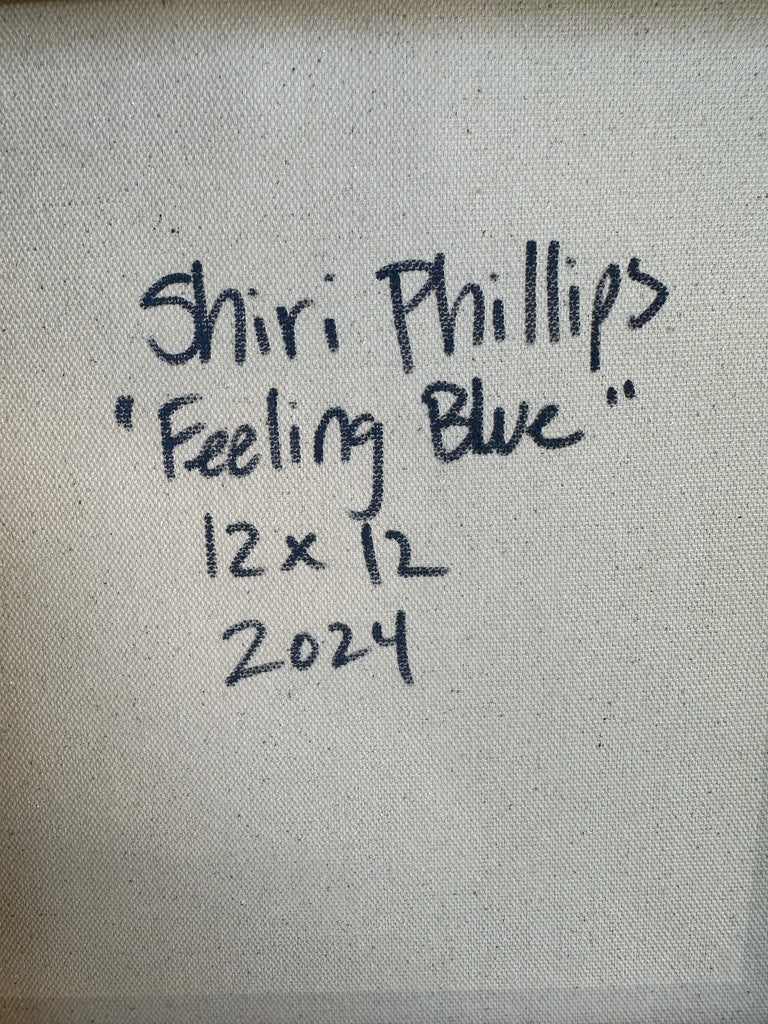 Shiri Phillips
"Feeling Blue"
12 x 12
2024